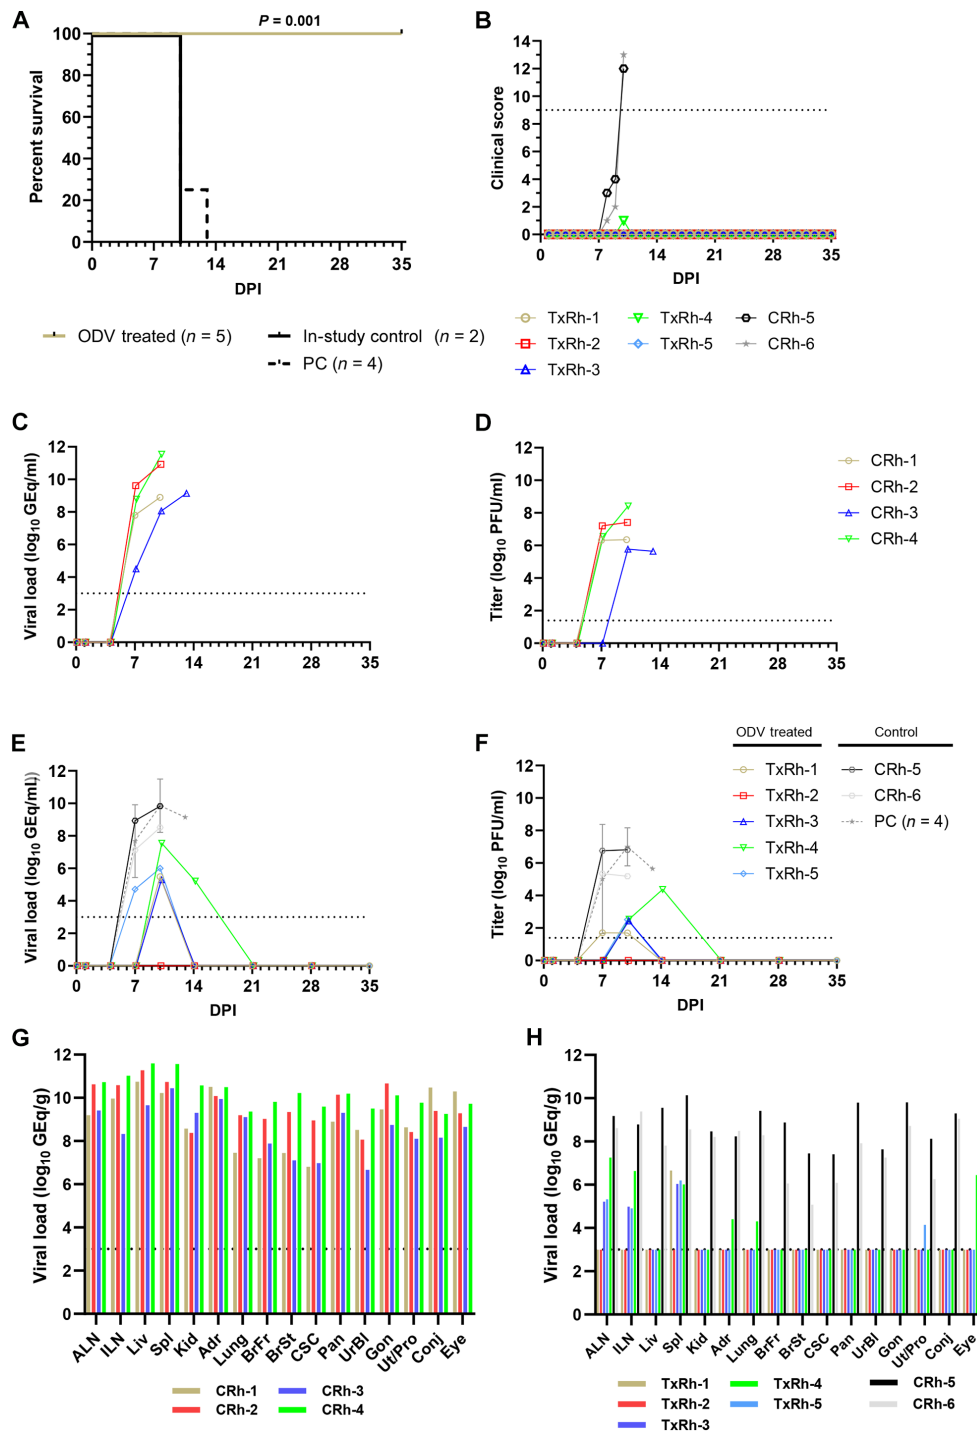 A
P = 0.001
Percent survival
100
80
60
40
20
0
0 7 14 21 28 35
DPI
ODV treated (n = 5)
In-study control (n = 2)
PC (n = 4)
B
Clinical score
14
12
10
8
6
4
2
0
0 7 14 21 28 35
DPI
TxRh-1 TxRh-4 CRh-5
TxRh-2 TxRh-5 CRh-6
TxRh-3
C
Viral load (log10 GEq/ml)
12
10
8
6
4
2
0
0 7 14 21 28 35
D
Titer (log10 PFU/ml)
12
10
8
6
4
2
0
0 7 14 21 28 35
CRh-1
CRh-2
CRh-3
CRh-4
E
Viral load (log10 GEq/mL))
12
10
8
6
4
2
0
0 7 14 21 28 35
DPI
F
Titer (log10 PFU/ml)
12
10
8
6
4
2
0
0 7 14 21 28 35
DPI
ODV treated Control
TxRh-1 CRh-5
TxRh-2 CRh-6
TxRh-3 PC (n = 4)
TxRh-4
TxRh-5
G
Viral load (log10 GEq/g)
12
10
8
6
4
2
0
ALN ILN Liv Spl Kid Adr Lung BrFr BrSt CSC Pan UrBl Gon Ut/Pro Conj Eye
CRh-1 CRh-3
CRh-2 CRh-4
H
Viral load (log10 GEq/g)
12
10
8
6
4
2
0
ALN ILN Liv Spl Kid Adr Lung BrFr BrSt CSC Pan UrBl Gon Ut/Pro Conj Eye
TxRh-1 TxRh-4 CRh-5
TxRh-2 TxRh-5 CRh-6
TxRh-3